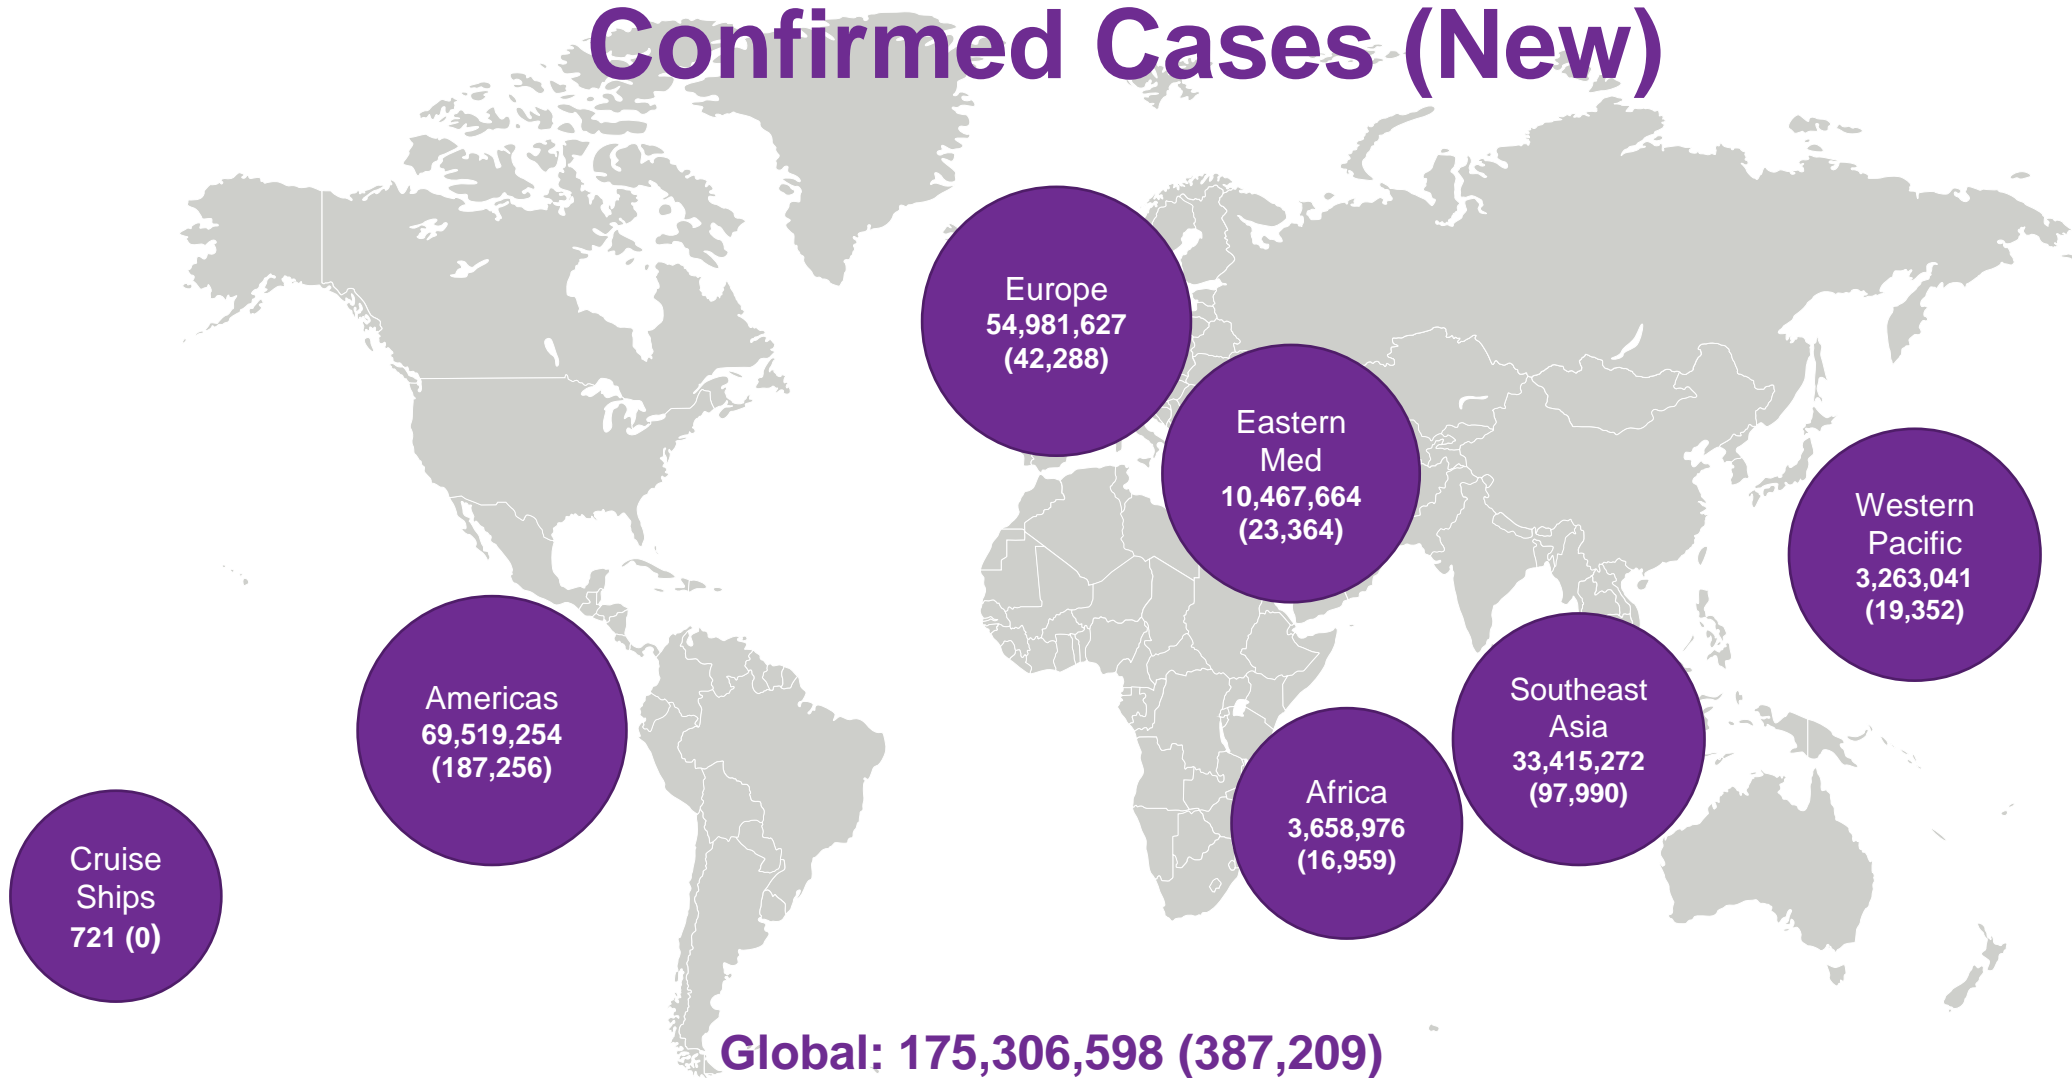 Confirmed Cases (New)
Europe
54,981,627
(42,288)
Eastern
Med
10,467,664
(23,364)
Western
Pacific
3,263,041
(19,352)
Americas
69,519,254
(187,256)
Southeast
Asia
33,415,272
(97,990)
Africa
3,658,976
(16,959)
Cruise
Ships
721 (0)
Global: 175,306,598 (387,209)